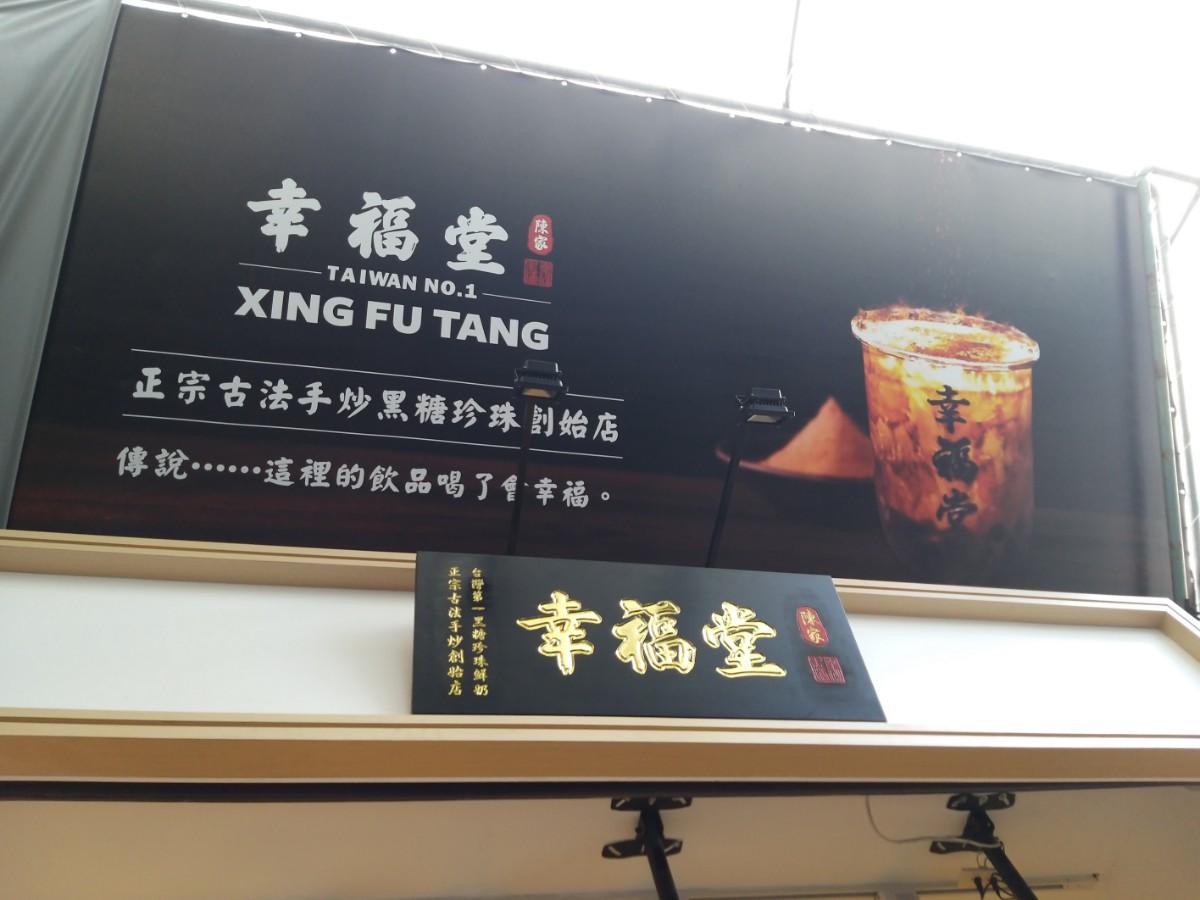 幸福堂
陳家
TAIWAN NO.1
XING FU TANG
正宗古法手炒黑糖珍珠創始店
傳說⋯⋯這裡的飲品喝了會幸福。
幸福堂
台灣第一黑糖珍珠鮮奶
正宗古法手炒創始店
幸福堂
陳家